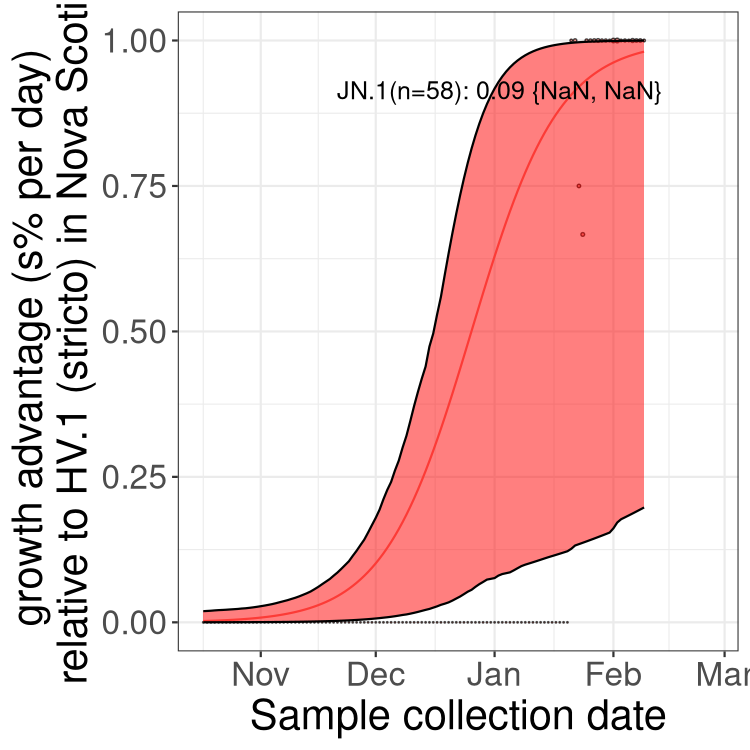 growth advantage (s% per day)
relative to HV.1 (stricto) in Nova Scoti
1.00
0.75
0.50
0.25
0.00
JN.1(n=58): 0.09 {NaN, NaN}
Nov Dec Jan Feb Mar
Sample collection date